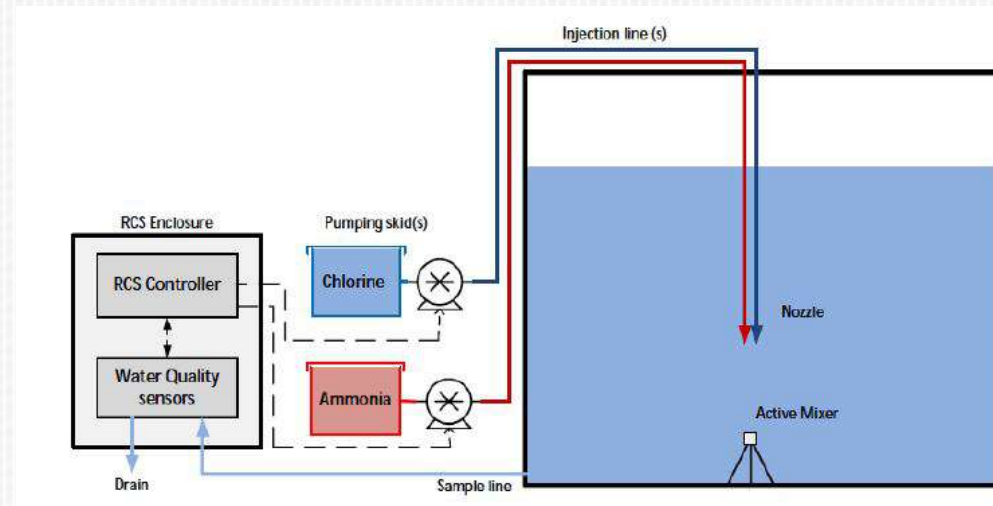 Injection line (s)
RCS Enclosure
Pumping skid(s)
RCS Controller
Chlorine
Nozzle
Water Quality
sensors
Ammonia
Active Mixer
Drain
Sample line